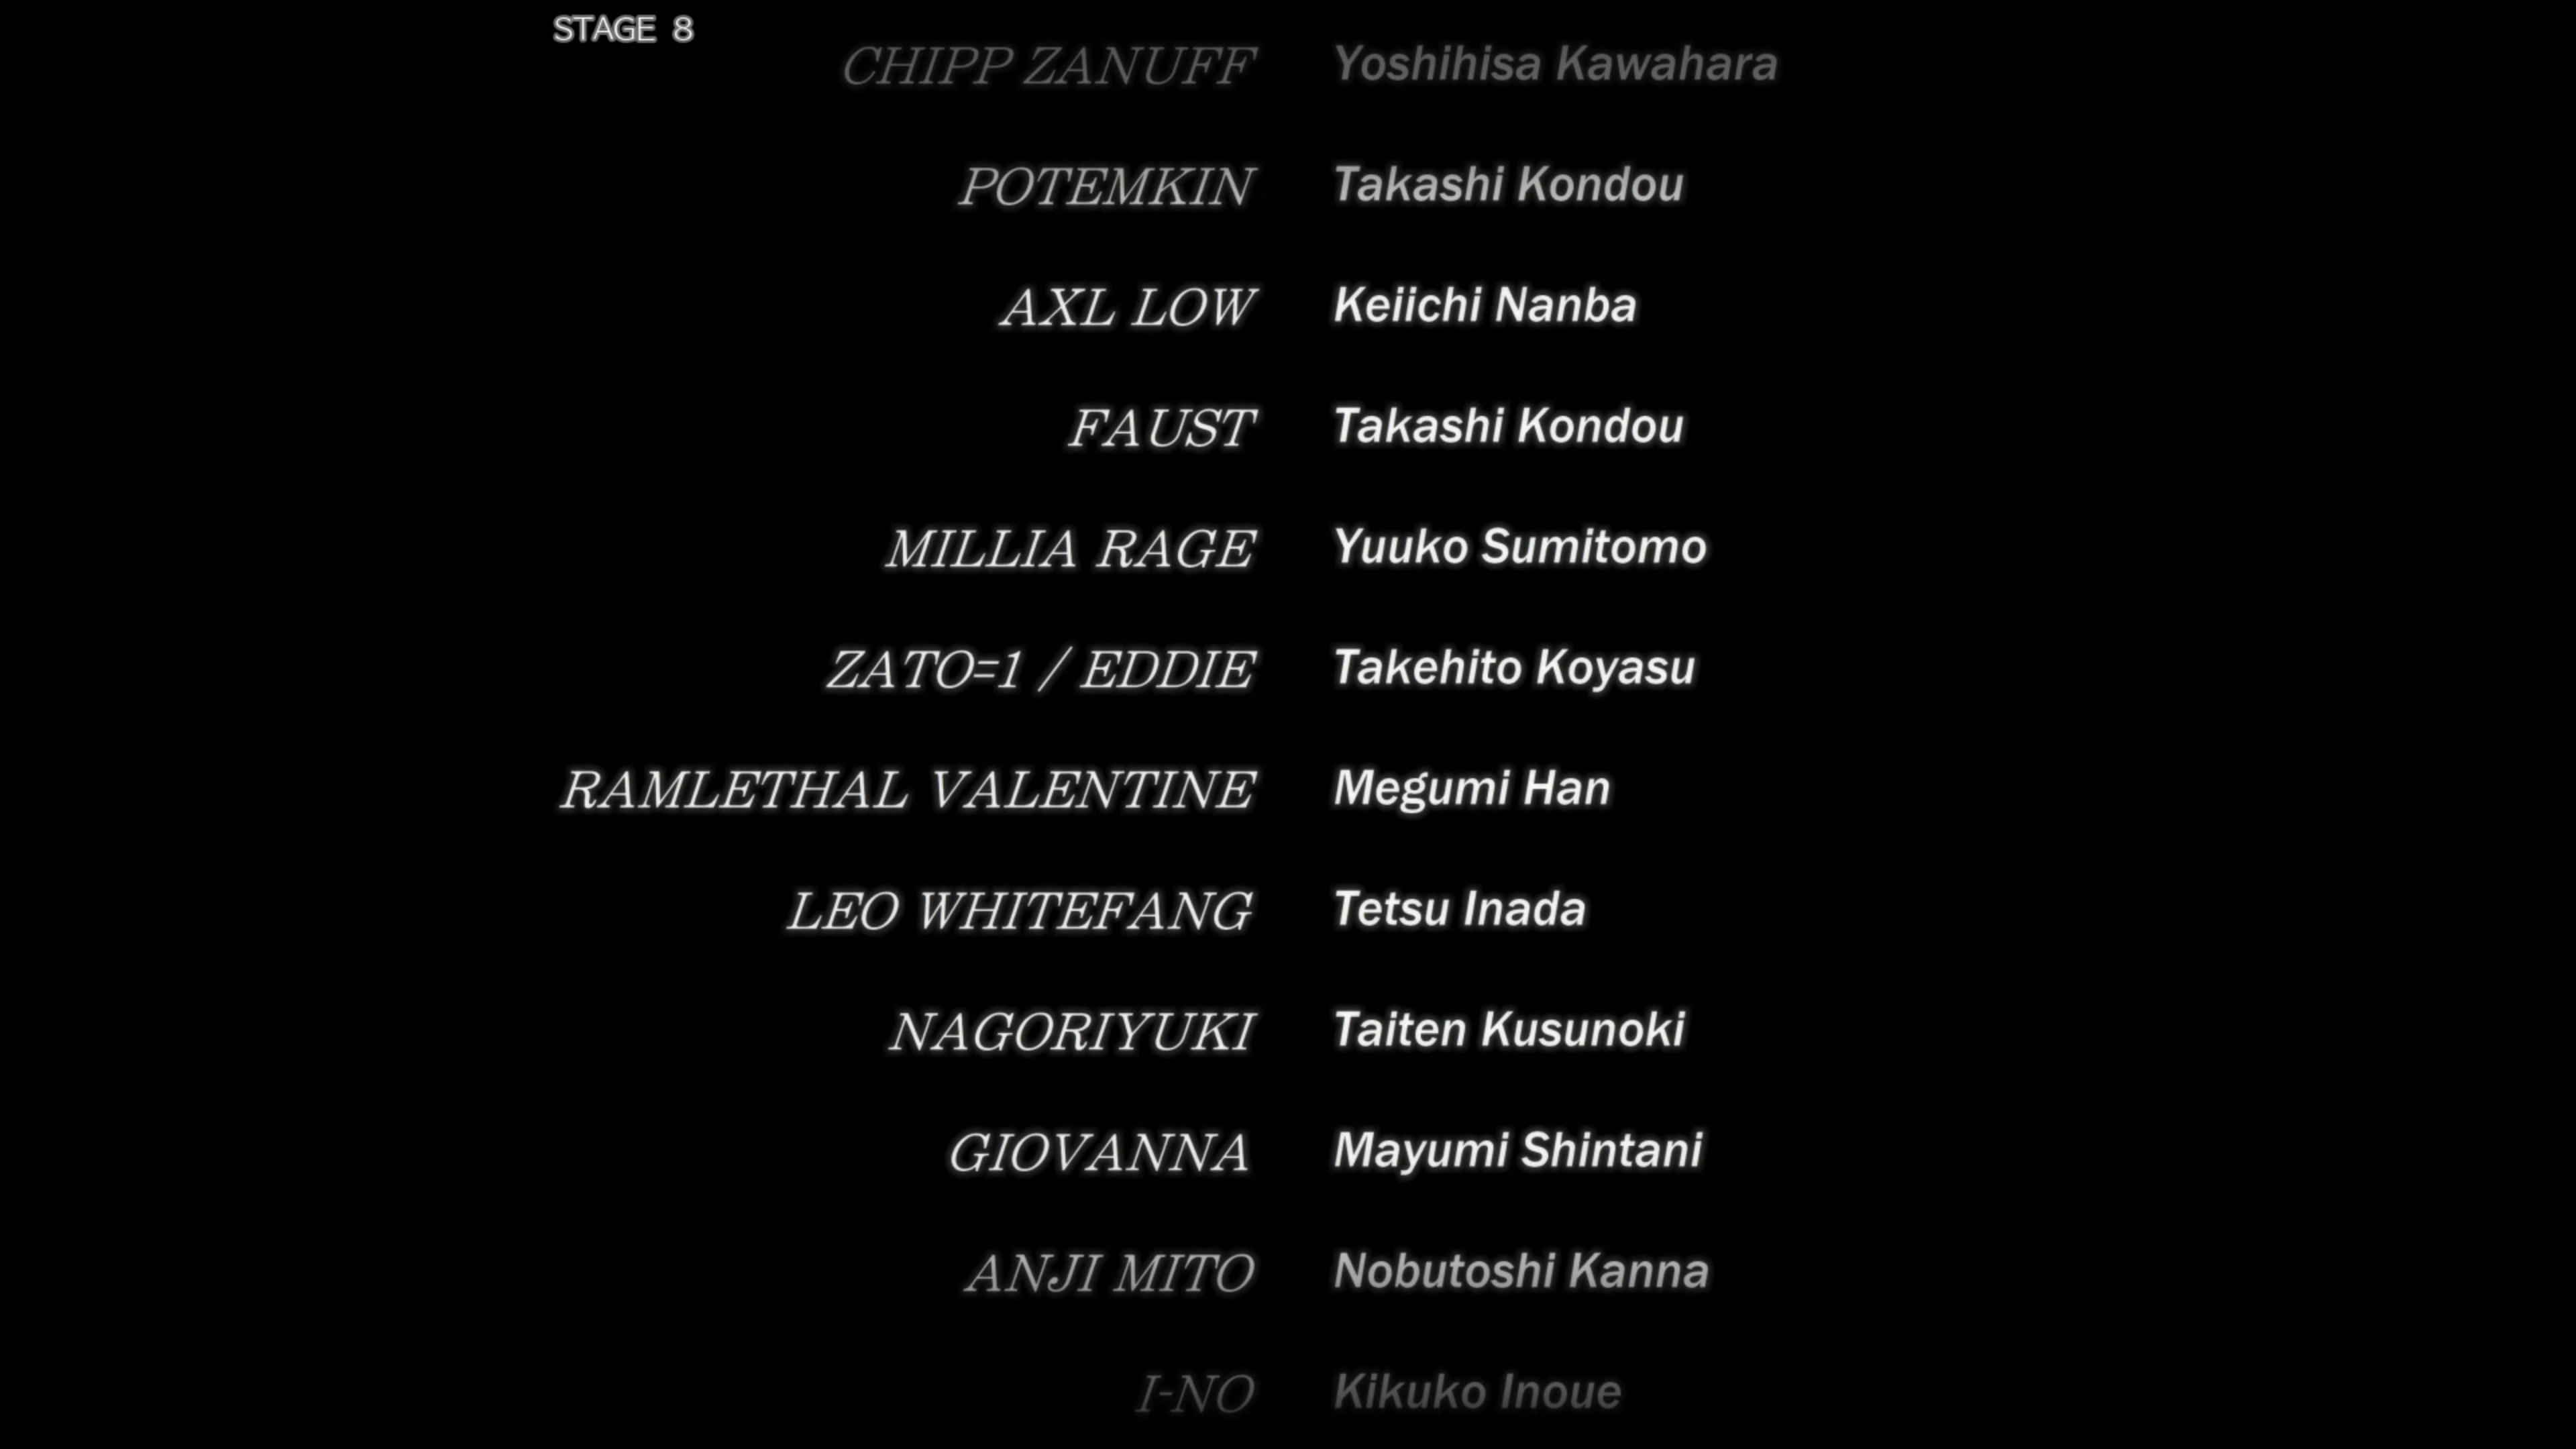 STAGE 8
CHIPP ZANUFF Yoshihisa Kawahara
POTEMKIN Takashi Kondou
AXL LOW Keiichi Nanba
FAUST Takashi Kondou
MILLIA RAGE Yuuko Sumitomo
ZATO=1 / EDDIE Takehito Koyasu
RAMLETHAL VALENTINE Megumi Han
LEO WHITEFANG Tetsu Inada
NAGORIYUKI Taiten Kusunoki
GIOVANNA Mayumi Shintani
ANJI MITO Nobutoshi Kanna
I-NO Kikuko Inoue